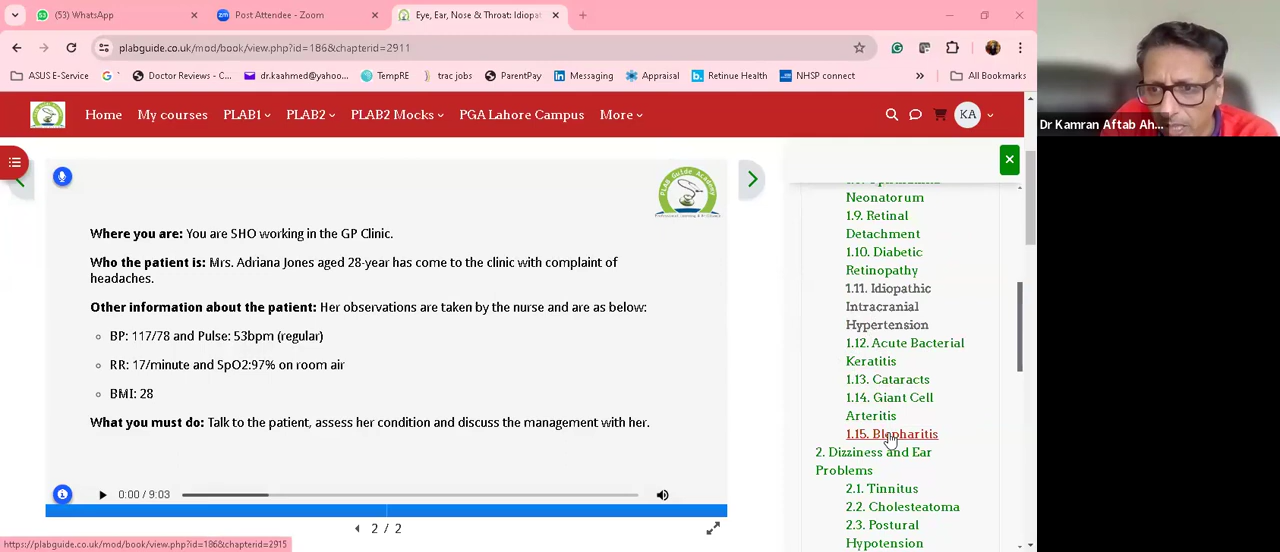 (53) WhatsApp
Post Attendee - Zoom
Eye, Ear, Nose & Throat: Idiopat
plabguide.co.uk/mod/book/view.php?id=186&chapterid=2911
ASUS E-Service
Doctor Reviews - C...
dr.kaahmed@yahoo...
TempRE
trac jobs
ParentPay
Messaging
Appraisal
Retinue Health
NHSP connect
»
All Bookmarks
Dr Kamran Aftab Ah...
Home
My courses
PLAB1
PLAB2
PLAB2 Mocks
PGA Lahore Campus
More
KA
PLAB Guide Academy
Where you are: You are SHO working in the GP Clinic.
Who the patient is: Mrs. Adriana Jones aged 28-year has come to the clinic with complaint of
headaches.
Other information about the patient: Her observations are taken by the nurse and are as below:
BP: 117/78 and Pulse: 53bpm (regular)
RR: 17/minute and SpO2:97% on room air
BMI: 28
What you must do: Talk to the patient, assess her condition and discuss the management with her.
0:00 / 9:03
2 / 2
Neonatorum
1.9. Retinal
Detachment
1.10. Diabetic
Retinopathy
1.11. Idiopathic
Intracranial
Hypertension
1.12. Acute Bacterial
Keratitis
1.13. Cataracts
1.14. Giant Cell
Arteritis
1.15. Blepharitis
2. Dizziness and Ear
Problems
2.1. Tinnitus
2.2. Cholesteatoma
2.3. Postural
Hypotension
https://plabguide.co.uk/mod/book/view.php?id=186&chapterid=2915